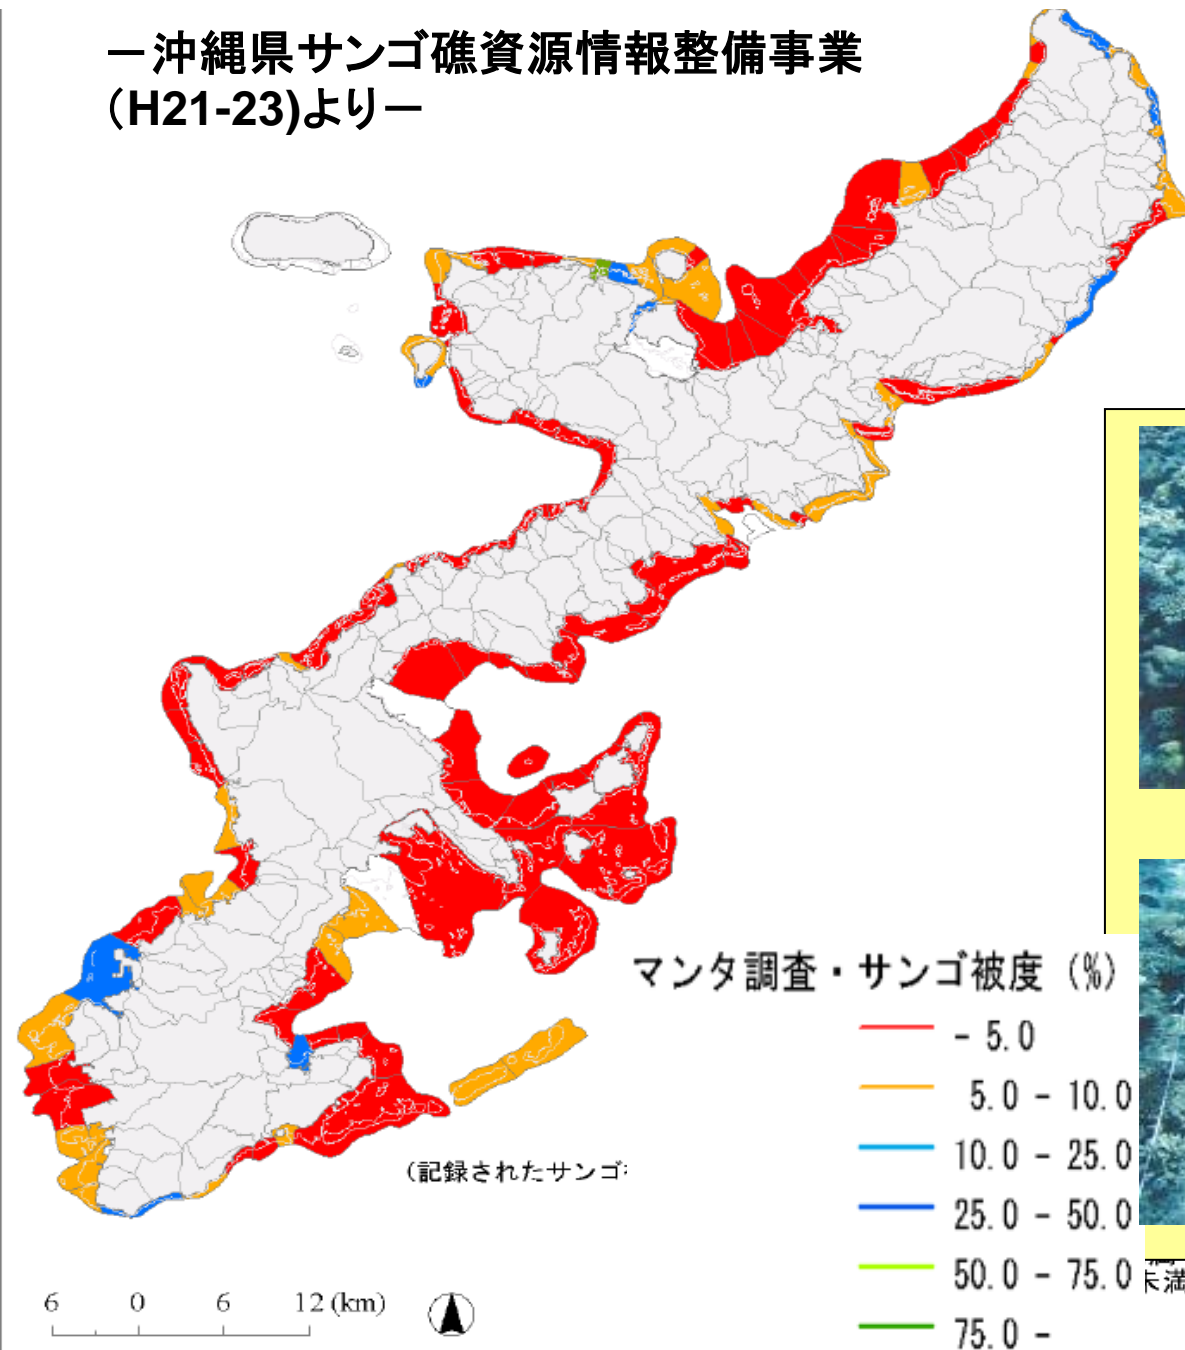 －沖縄県サンゴ礁資源情報整備事業
（H21-23)より－
マンタ調査・サンゴ被度 (%)
- 5.0
5.0 - 10.0
10.0 - 25.0
25.0 - 50.0
50.0 - 75.0
75.0 -
未満
(記録されたサンゴ
6 0 6 12 (km)